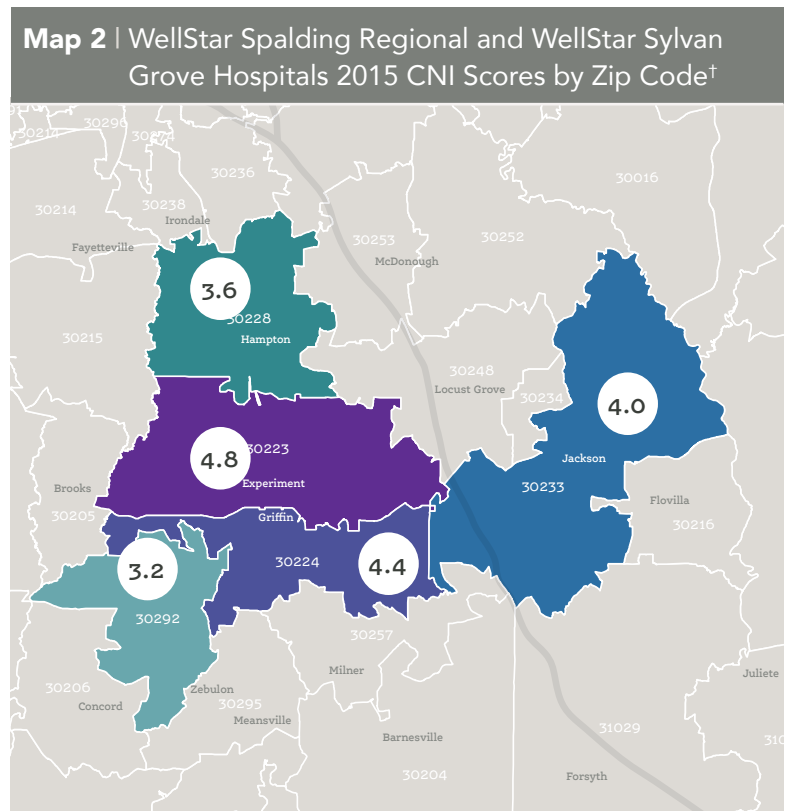 Map 2 | WellStar Spalding Regional and WellStar Sylvan
Grove Hospitals 2015 CNI Scores by Zip Code†
30296
30214
30274
30236
30016
30238
30214
Irondale
30253
30252
Fayetteville
McDonough
3.6
30228
Hampton
30215
30248
Locust Grove
30234
4.0
30223
4.8
Jackson
Experiment
Brooks
30233
Flovilla
30205
Griffin
30216
30224
4.4
3.2
30292
30257
Milner
Juliete
30206
Zebulon
30295
Concord
Meansville
31029
Barnesville
30204
Forsyth